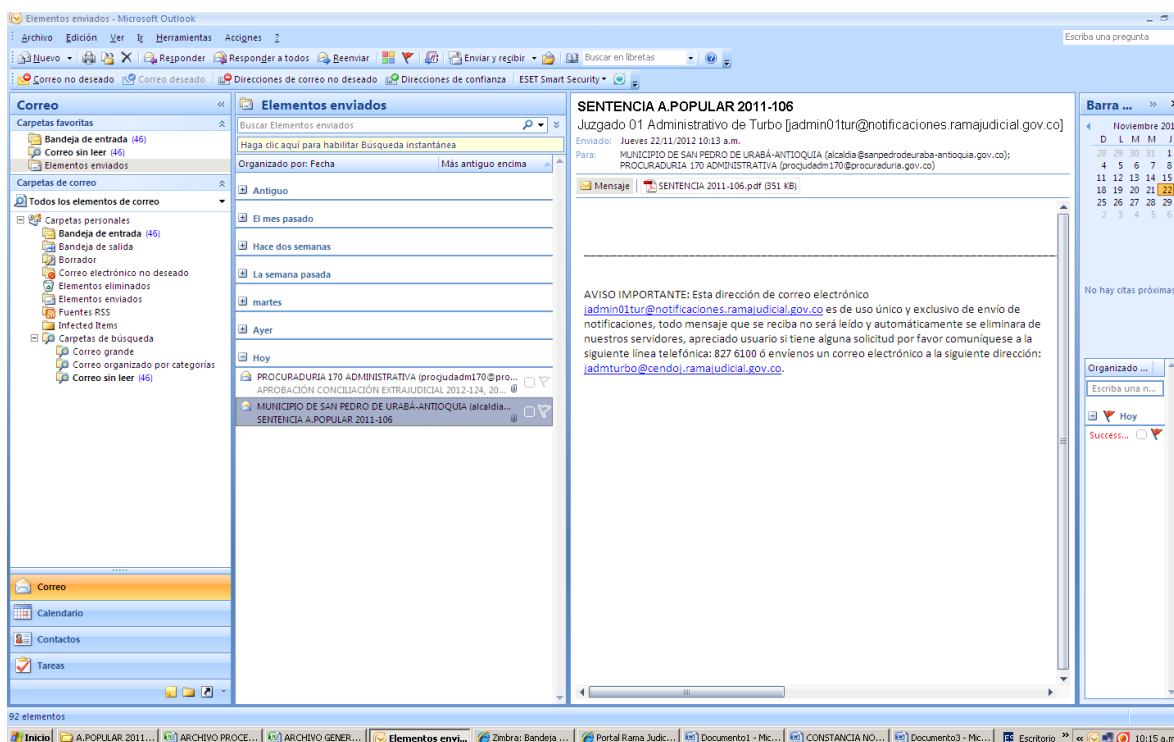 Elementos enviados - Microsoft Outlook
Archivo Edición Ver Ir Herramientas Acciones ?
Escriba una pregunta
Nuevo Responder Responder a todos Reenviar Enviar y recibir Buscar en libretas
Correo no deseado Correo deseado Direcciones de correo no deseado Direcciones de confianza ESET Smart Security
Correo
Carpetas favoritas
Bandeja de entrada (46)
Correo sin leer (46)
Elementos enviados
Carpetas de correo
Todos los elementos de correo
Carpetas personales
Bandeja de entrada (46)
Bandeja de salida
Borrador
Correo electrónico no deseado
Elementos eliminados
Elementos enviados
Fuentes RSS
Infected Items
Carpetas de búsqueda
Correo grande
Correo organizado por categorías
Correo sin leer (46)
Correo
Calendario
Contactos
Tareas
Elementos enviados
Buscar Elementos enviados
Haga clic aquí para habilitar Búsqueda instantánea
Organizado por: Fecha Más antiguo encima
Antiguo
El mes pasado
Hace dos semanas
La semana pasada
martes
Ayer
Hoy
PROCURADURIA 170 ADMINISTRATIVA (procjudadm170@pro...
APROBACIÓN CONCILIACIÓN EXTRAJUDICIAL 2012-124, 20...
MUNICIPIO DE SAN PEDRO DE URABÁ-ANTIOQUIA (alcaldia...
SENTENCIA A.POPULAR 2011-106
SENTENCIA A.POPULAR 2011-106
Juzgado 01 Administrativo de Turbo [jadmin01tur@notificaciones.ramajudicial.gov.co]
Enviado: Jueves 22/11/2012 10:13 a.m.
Para: MUNICIPIO DE SAN PEDRO DE URABÁ-ANTIOQUIA (alcaldia@sanpedrodeuraba-antioquia.gov.co);
PROCURADURIA 170 ADMINISTRATIVA (procjudadm170@procuraduria.gov.co)
Mensaje SENTENCIA 2011-106.pdf (351 KB)
AVISO IMPORTANTE: Esta dirección de correo electrónico
jadmin01tur@notificaciones.ramajudicial.gov.co es de uso único y exclusivo de envío de
notificaciones, todo mensaje que se reciba no será leído y automáticamente se eliminara de
nuestros servidores, apreciado usuario si tiene alguna solicitud por favor comuníquese a la
siguiente línea telefónica: 827 6100 ó envíenos un correo electrónico a la siguiente dirección:
jadmturbo@cendoj.ramajudicial.gov.co.
Barra ...
Noviembre 201
D L M M J
28 29 30 31 1
4 5 6 7 8
11 12 13 14 15
18 19 20 21 22
25 26 27 28 29
2 3 4 5 6
No hay citas próximas
Organizado ...
Escriba una n...
Hoy
Success...
92 elementos
Inicio A.POPULAR 2011... ARCHIVO PROCE... ARCHIVO GENER... Elementos envi... Zimbra: Bandeja ... Portal Rama Judic... Documento1 - Mic... CONSTANCIA NO... Documento3 - Mic... Escritorio 10:15 a.m